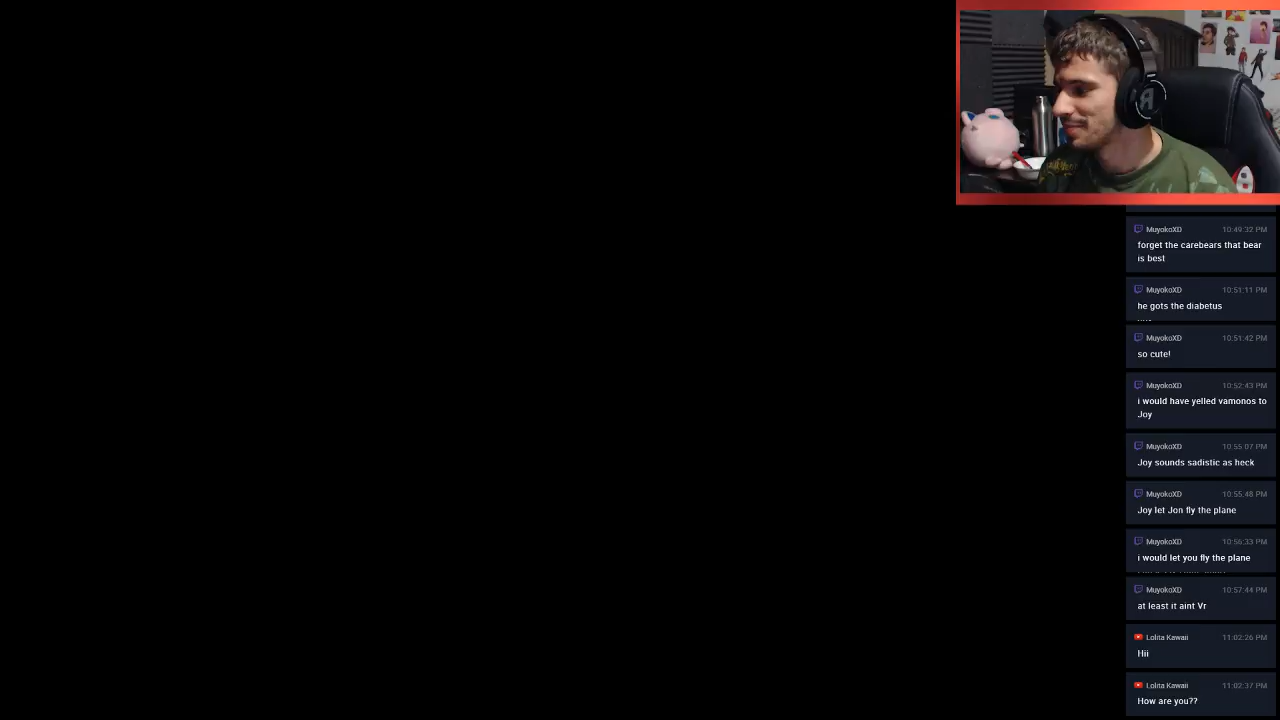 MuyokoXD 10:49:32 PM
forget the carebears that bear
is best
MuyokoXD 10:51:11 PM
he gots the diabetus
MuyokoXD 10:51:42 PM
so cute!
MuyokoXD 10:52:43 PM
i would have yelled vamonos to
Joy
MuyokoXD 10:55:07 PM
Joy sounds sadistic as heck
MuyokoXD 10:55:48 PM
Joy let Jon fly the plane
MuyokoXD 10:56:33 PM
i would let you fly the plane
MuyokoXD 10:57:44 PM
at least it aint Vr
Lolita Kawaii 11:02:26 PM
Hii
Lolita Kawaii 11:02:37 PM
How are you??